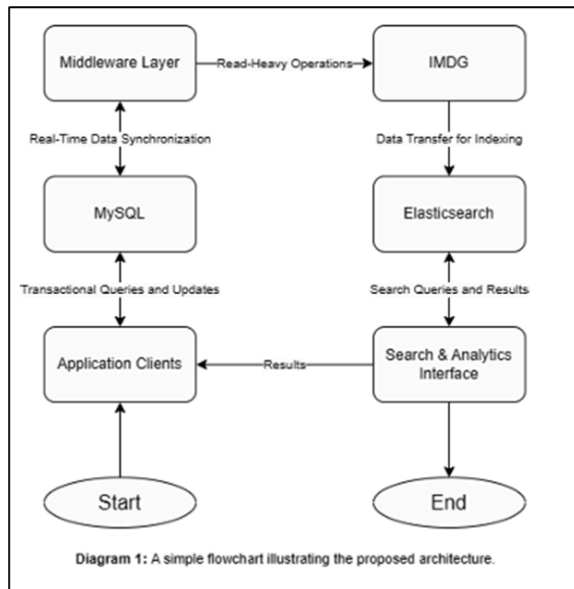 Middleware Layer
Read-Heavy Operations
IMDG
Real-Time Data Synchronization
Data Transfer for Indexing
MySQL
Elasticsearch
Transactional Queries and Updates
Search Queries and Results
Application Clients
Results
Search & Analytics
Interface
Start
End
Diagram 1: A simple flowchart illustrating the proposed architecture.